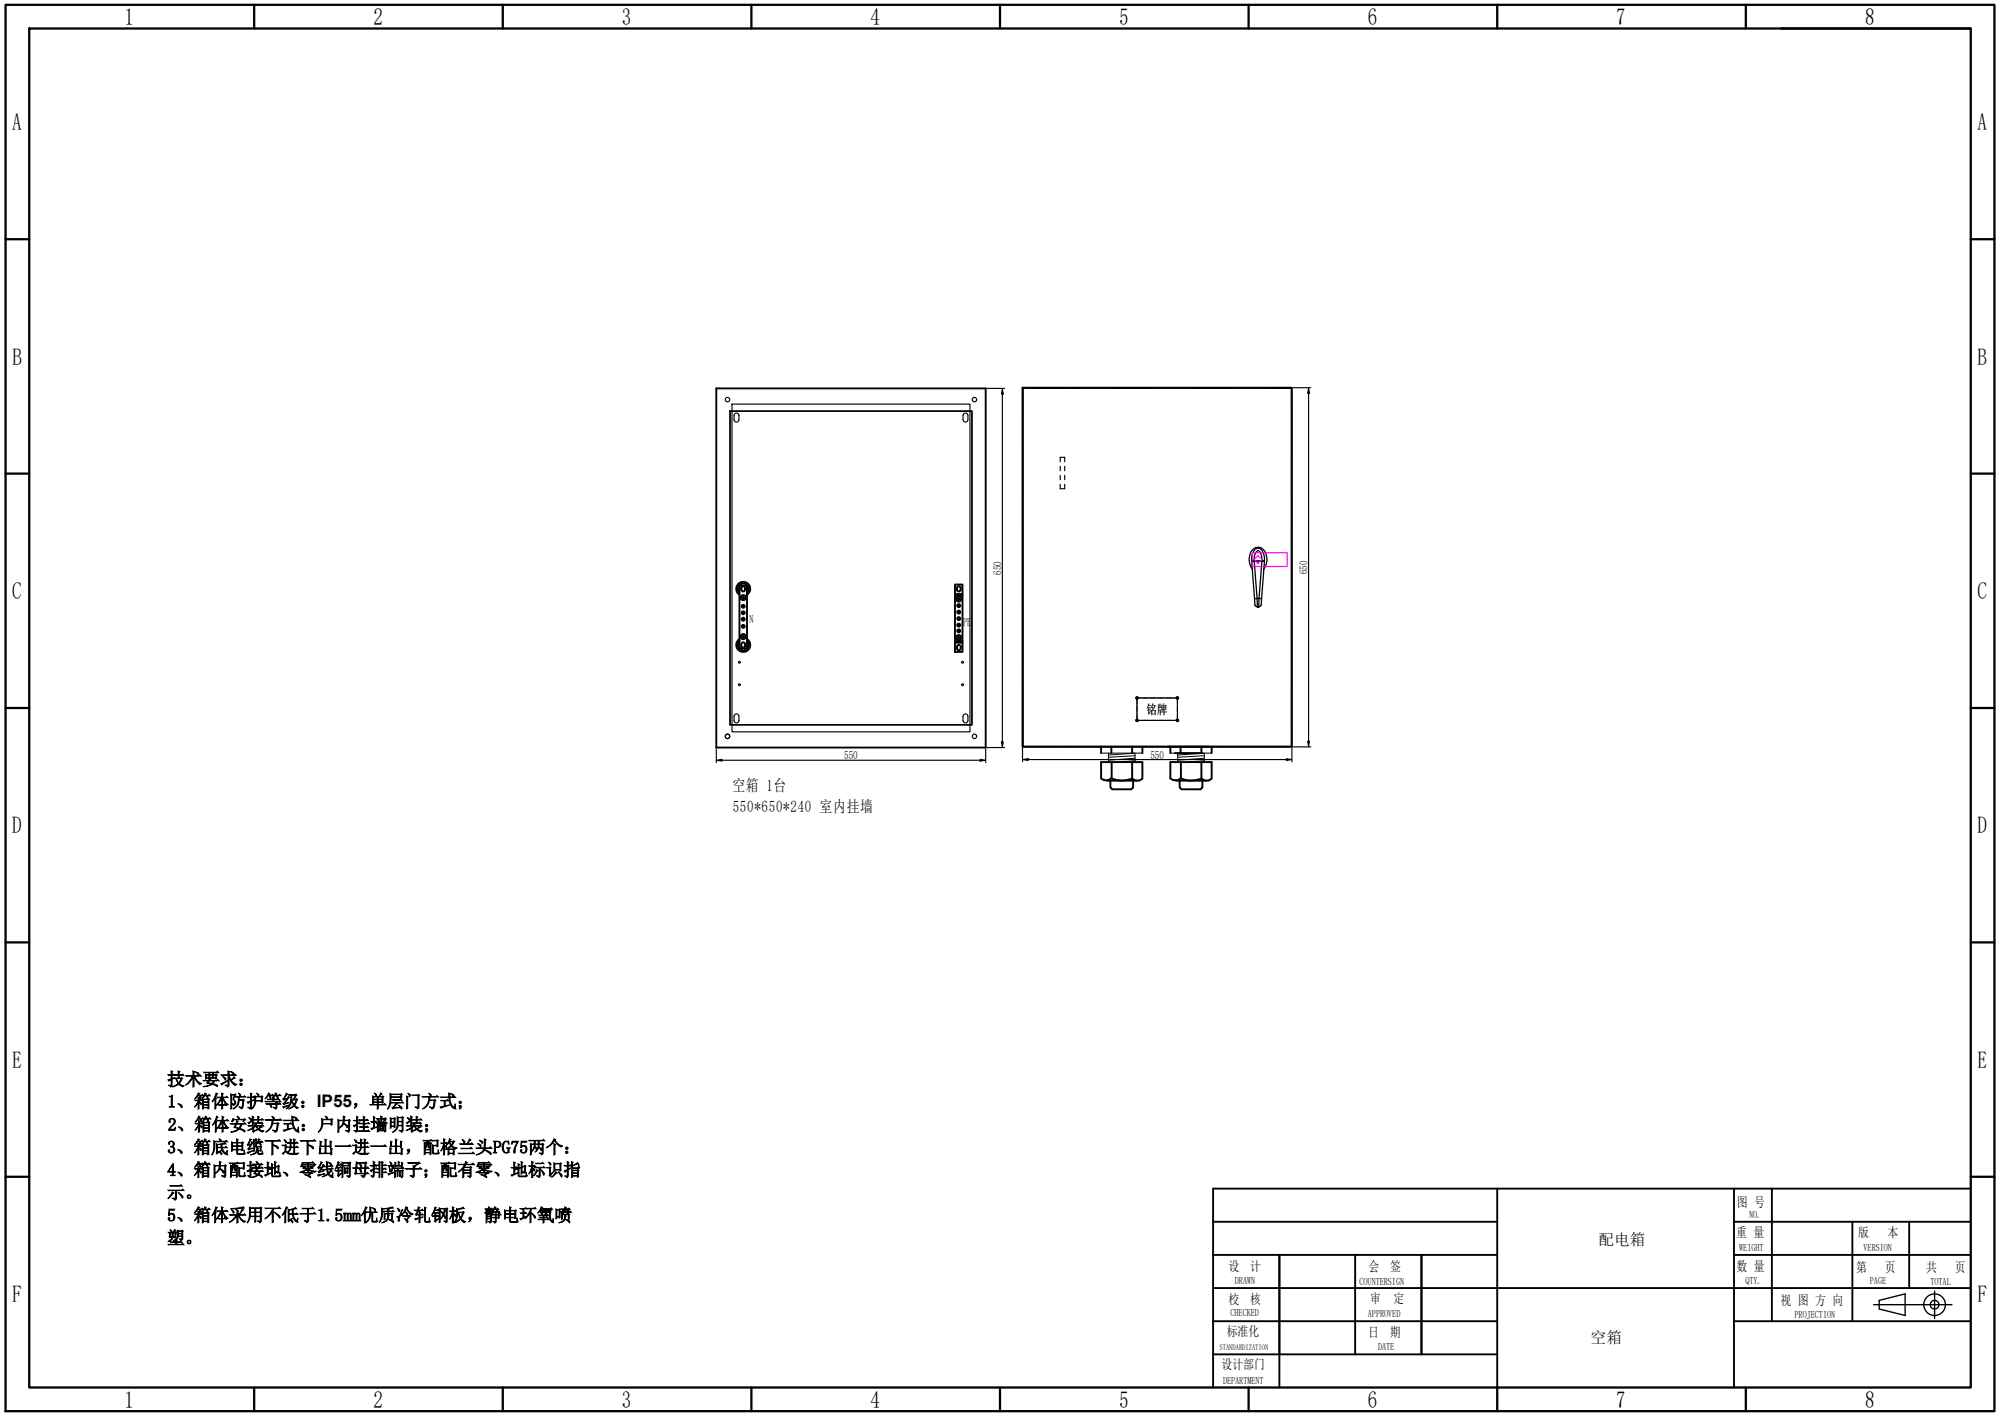 1 2 3 4 5 6 7 8
A A
B B
C C
D D
E E
F F
650
650
N
PE
铭牌
550
550
空箱 1台
550*650*240 室内挂墙
技术要求：
1、箱体防护等级：IP55，单层门方式；
2、箱体安装方式：户内挂墙明装；
3、箱底电缆下进下出一进一出，配格兰头PG75两个：
4、箱内配接地、零线铜母排端子；配有零、地标识指
示。
5、箱体采用不低于1.5mm优质冷轧钢板，静电环氧喷
塑。
配电箱
空箱
图 号
NO.
重 量
WEIGHT
版 本
VERSION
数 量
QTY.
第 页
PAGE
共 页
TOTAL
视 图 方 向
PROJECTION
设 计
DRAWN
会 签
COUNTERSIGN
校 核
CHECKED
审 定
APPROVED
标准化
STANDARDIZATION
日 期
DATE
设计部门
DEPARTMENT
1 2 3 4 5 6 7 8